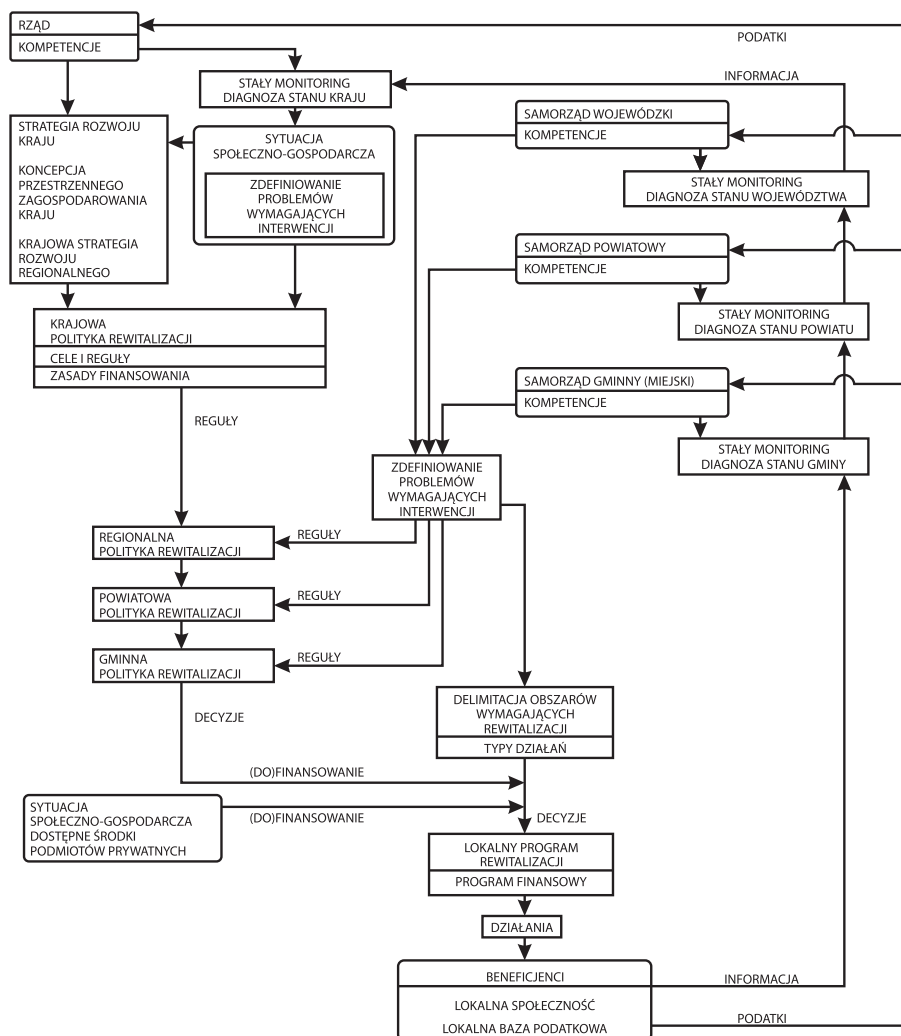 RZĄD
KOMPETENCJE
PODATKI
INFORMACJA
STAŁY MONITORING
DIAGNOZA STANU KRAJU
STRATEGIA ROZWOJU
KRAJU
KONCEPCJA
PRZESTRZENNEGO
ZAGOSPODAROWANIA
KRAJU
KRAJOWA STRATEGIA
ROZWOJU
REGIONALNEGO
SYTUACJA
SPOŁECZNO-GOSPODARCZA
ZDEFINIOWANIE
PROBLEMÓW
WYMAGAJĄCYCH
INTERWENCJI
SAMORZĄD WOJEWÓDZKI
KOMPETENCJE
STAŁY MONITORING
DIAGNOZA STANU WOJEWÓDZTWA
SAMORZĄD POWIATOWY
KOMPETENCJE
STAŁY MONITORING
DIAGNOZA STANU POWIATU
KRAJOWA
POLITYKA REWITALIZACJI
CELE I REGUŁY
ZASADY FINANSOWANIA
SAMORZĄD GMINNY (MIEJSKI)
KOMPETENCJE
STAŁY MONITORING
DIAGNOZA STANU GMINY
REGUŁY
ZDEFINIOWANIE
PROBLEMÓW
WYMAGAJĄCYCH
INTERWENCJI
REGIONALNA
POLITYKA REWITALIZACJI
REGUŁY
POWIATOWA
POLITYKA REWITALIZACJI
REGUŁY
GMINNA
POLITYKA REWITALIZACJI
REGUŁY
DECYZJE
DELIMITACJA OBSZARÓW
WYMAGAJĄCYCH
REWITALIZACJI
TYPY DZIAŁAŃ
(DO)FINANSOWANIE
SYTUACJA
SPOŁECZNO-GOSPODARCZA
DOSTĘPNE ŚRODKI
PODMIOTÓW PRYWATNYCH
(DO)FINANSOWANIE
DECYZJE
LOKALNY PROGRAM
REWITALIZACJI
PROGRAM FINANSOWY
DZIAŁANIA
BENEFICJENCI
INFORMACJA
LOKALNA SPOŁECZNOŚĆ
LOKALNA BAZA PODATKOWA
PODATKI